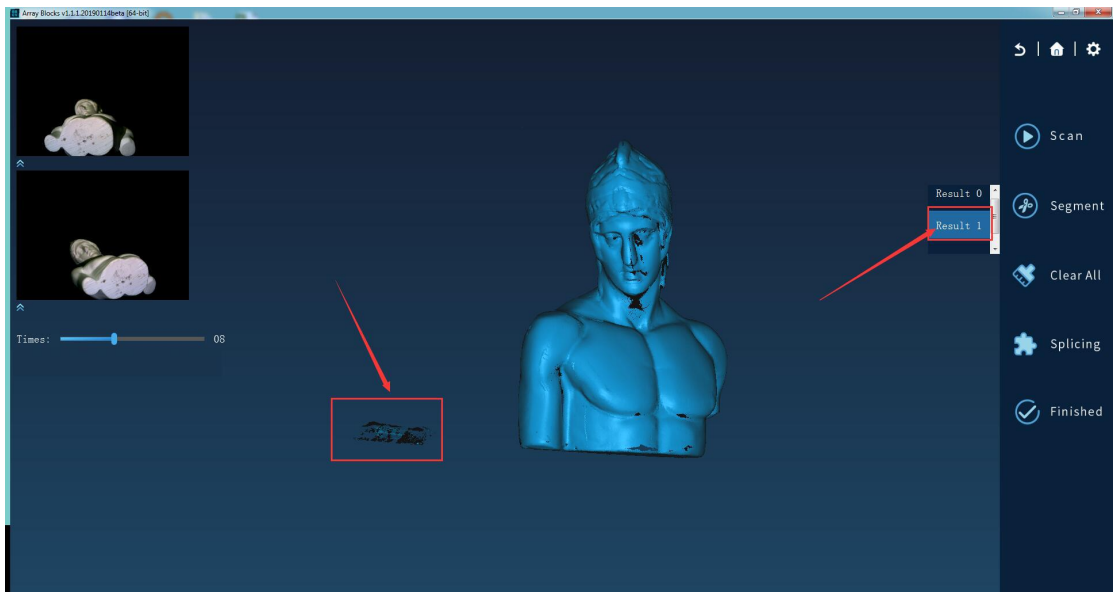 Array Blocks v1.1.1.20190114beta [64-bit]
Scan
Result 0
Segment
Result 1
Clear All
Times: 08
Splicing
Finished